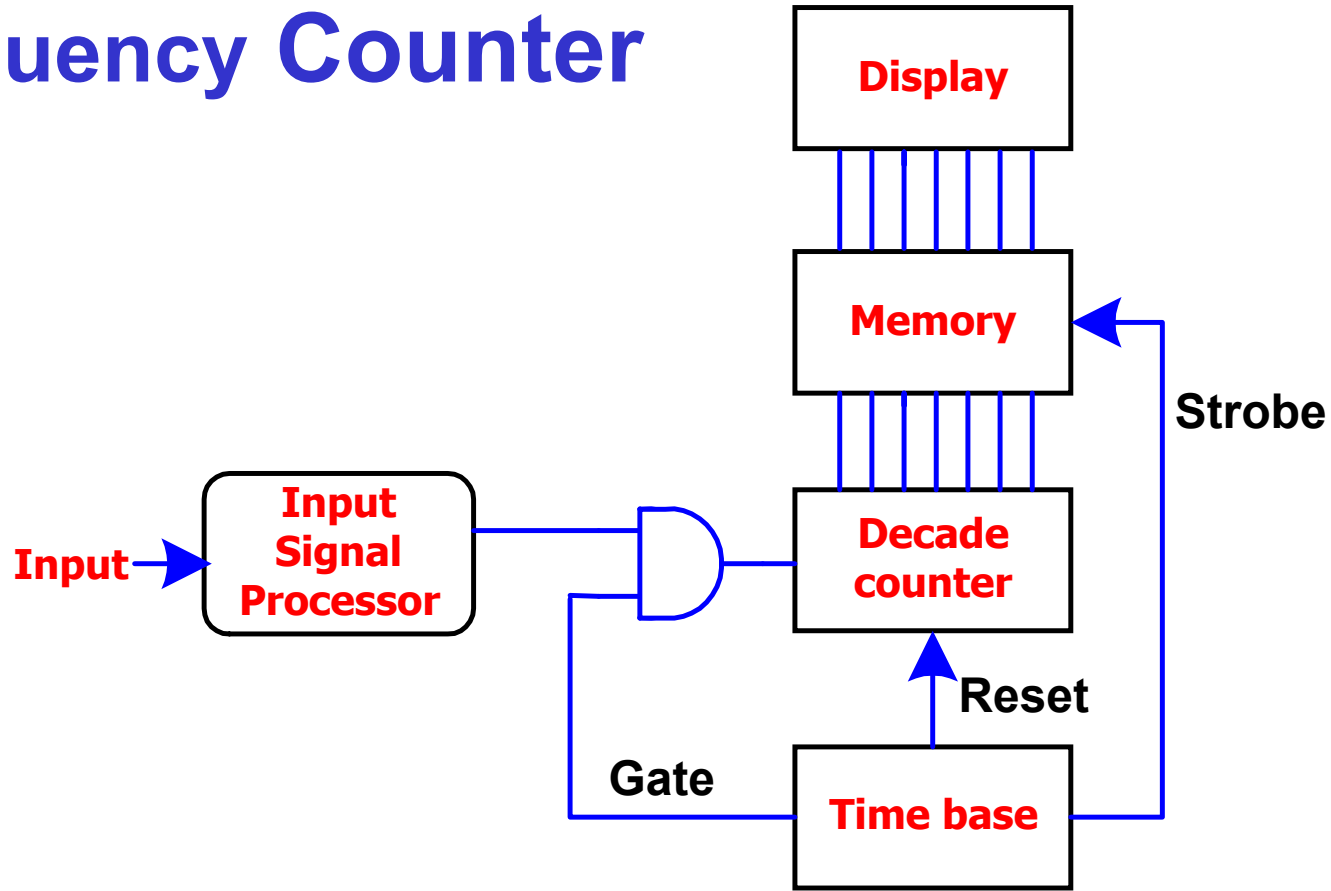 uency Counter
Display
Memory
Strobe
Input
Input
Signal
Processor
Decade
counter
Reset
Gate
Time base